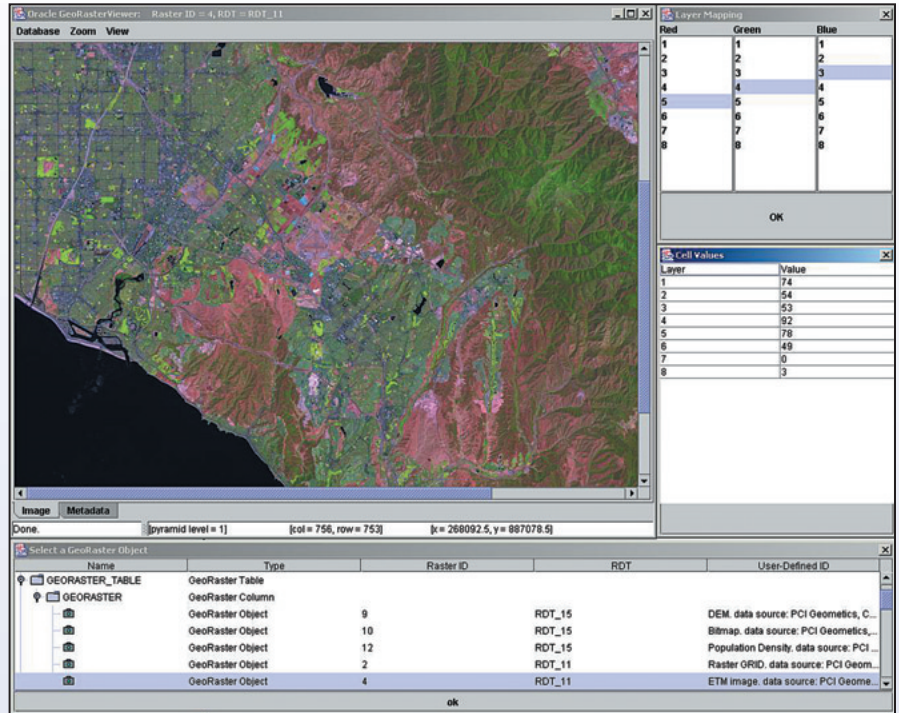 Oracle GeoRasterViewer: Raster ID = 4, RDT = RDT_11
Database Zoom View
Image Metadata
Done. [pyramid level = 1] [col = 756, row = 753] [x = 268092.5, y = 887078.5]
Layer Mapping
Red Green Blue
1 1 1
2 2 2
3 3 3
4 4 4
5 5 5
6 6 6
7 7 7
8 8 8
OK
Cell Values
Layer Value
1 74
2 54
3 53
4 92
5 78
6 49
7 0
8 3
Select a GeoRaster Object
Name Type Raster ID RDT User-Defined ID
GEORASTER_TABLE GeoRaster Table
GEORASTER GeoRaster Column
GeoRaster Object 9 RDT_15 DEM. data source: PCI Geometics, C...
GeoRaster Object 10 RDT_15 Bitmap. data source: PCI Geometics,...
GeoRaster Object 12 RDT_15 Population Density. data source: PCI ...
GeoRaster Object 2 RDT_11 Raster GRID. data source: PCI Geom...
GeoRaster Object 4 RDT_11 ETM image. data source: PCI Geome...
ok